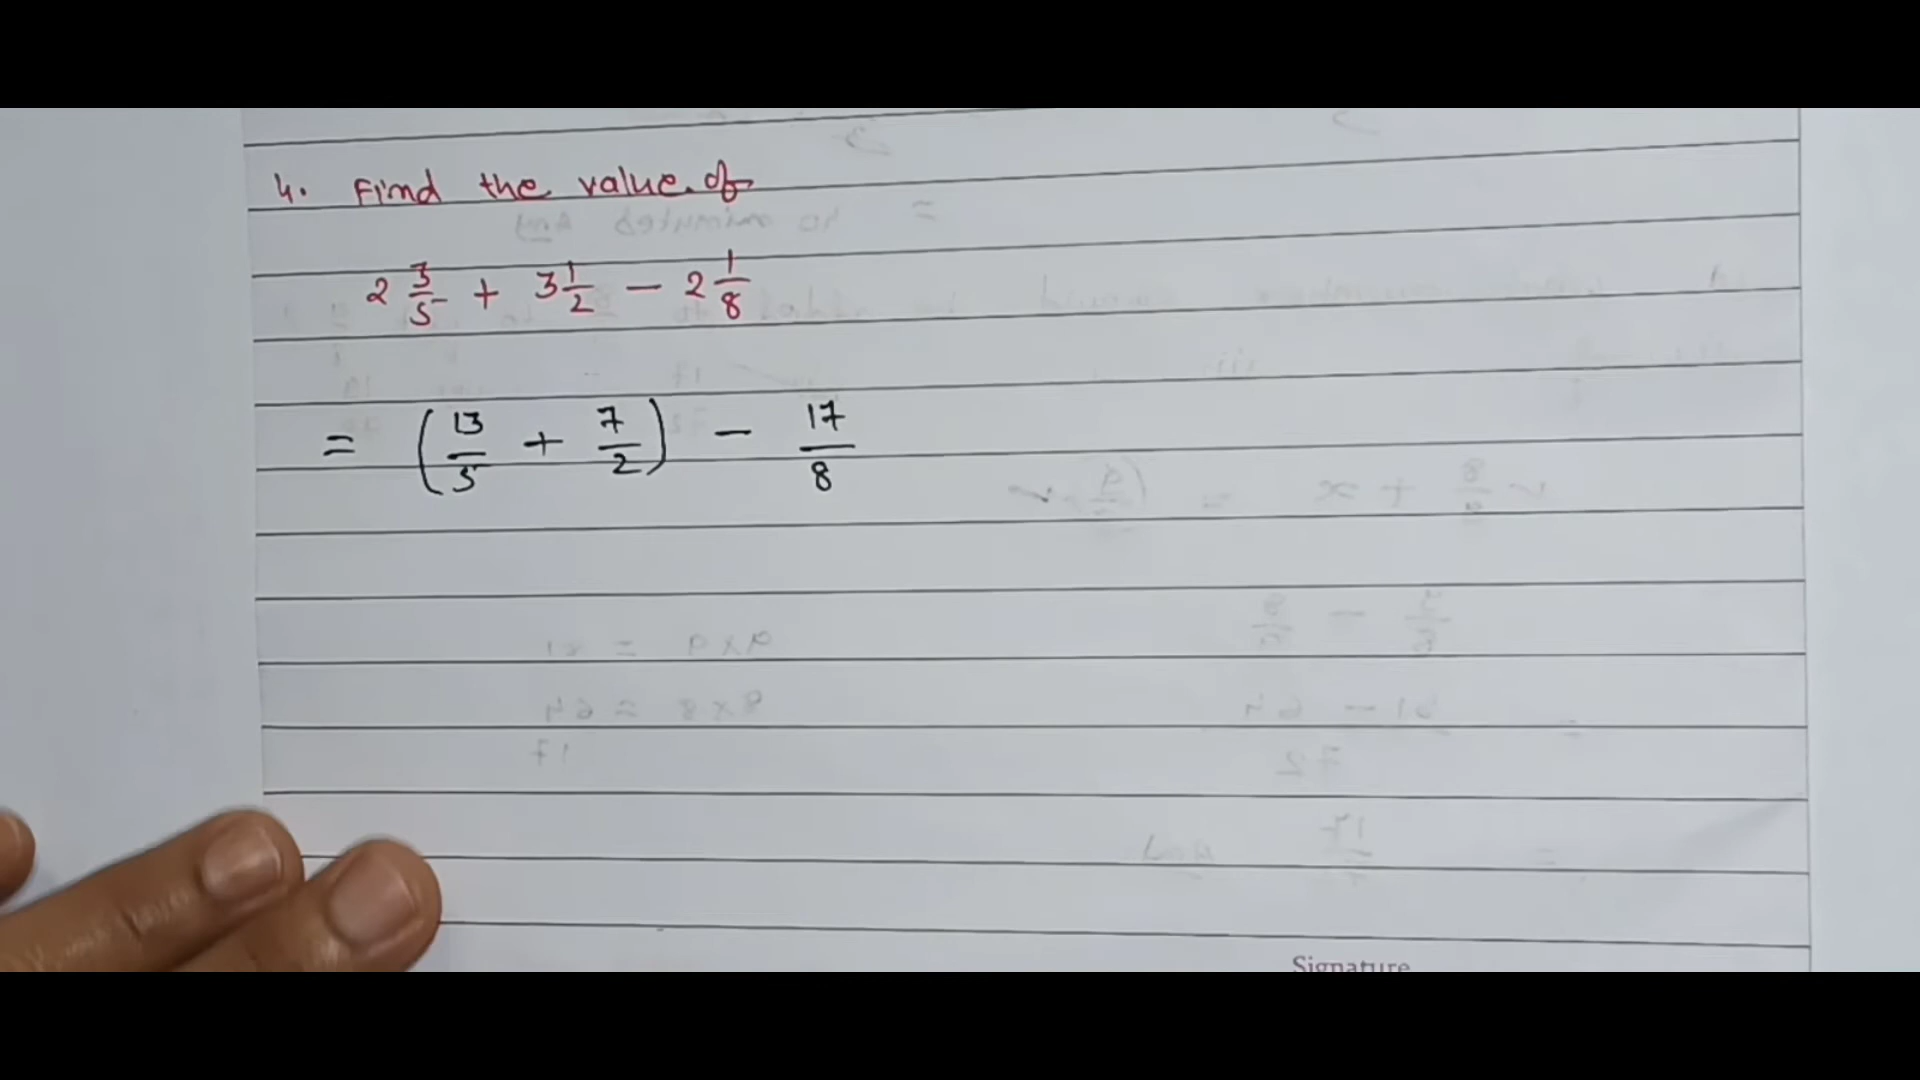 4. Find the value of
2 3/5 + 3 1/2 - 2 1/8
= (13/5 + 7/2) - 17/8
Signature